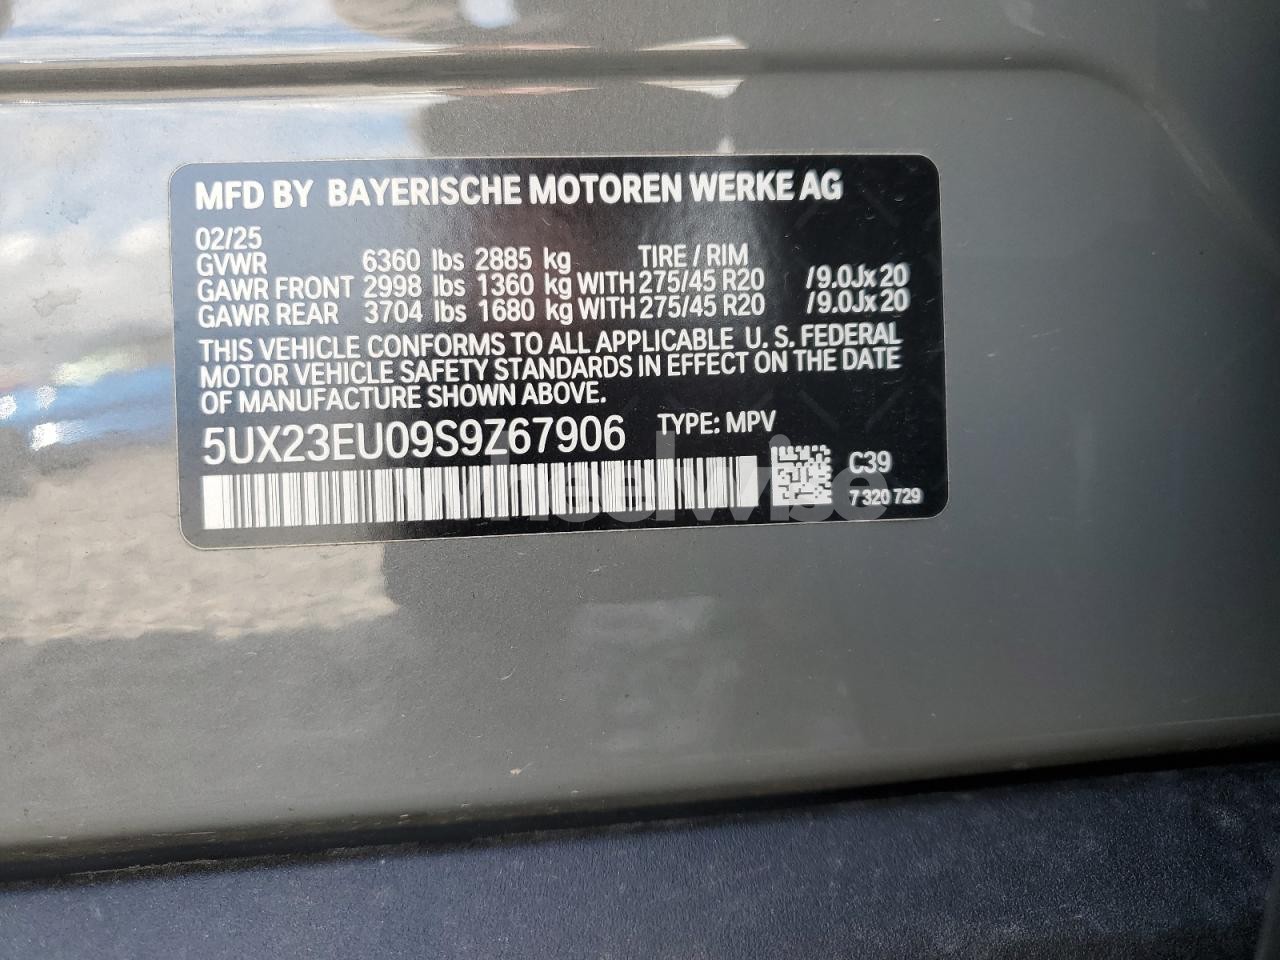 MFD BY BAYERISCHE MOTOREN WERKE AG
02/25
GVWR 6360 lbs 2885 kg TIRE / RIM
GAWR FRONT 2998 lbs 1360 kg WITH 275/45 R20 /9.0Jx20
GAWR REAR 3704 lbs 1680 kg WITH 275/45 R20 /9.0Jx20
THIS VEHICLE CONFORMS TO ALL APPLICABLE U. S. FEDERAL
MOTOR VEHICLE SAFETY STANDARDS IN EFFECT ON THE DATE
OF MANUFACTURE SHOWN ABOVE.
5UX23EU09S9Z67906 TYPE: MPV
C39
7 320 729
wheelwise